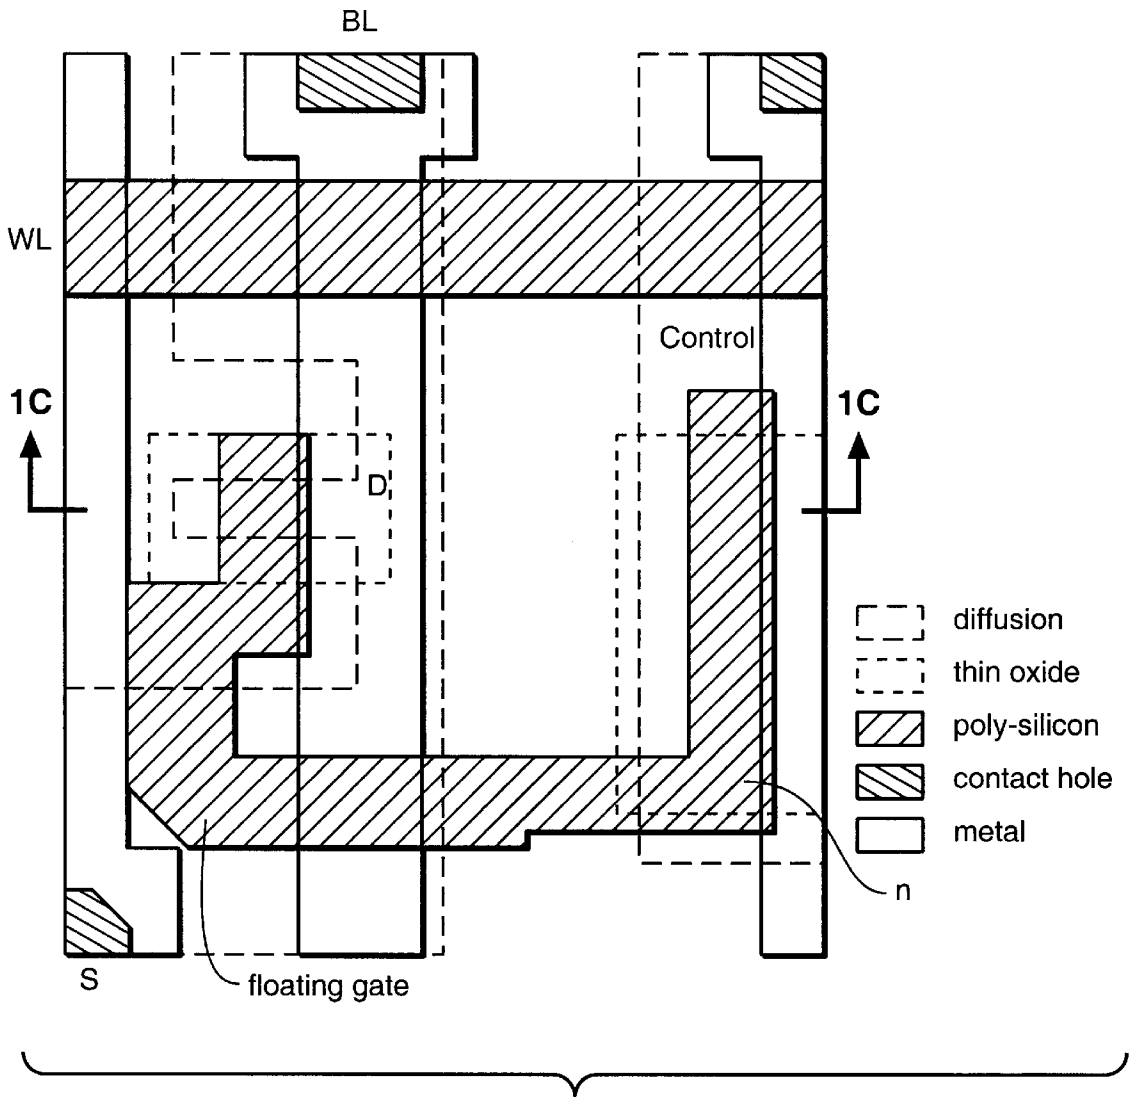 BL
WL
Control
1C
1C
D
diffusion
thin oxide
poly-silicon
contact hole
metal
n
S
floating gate